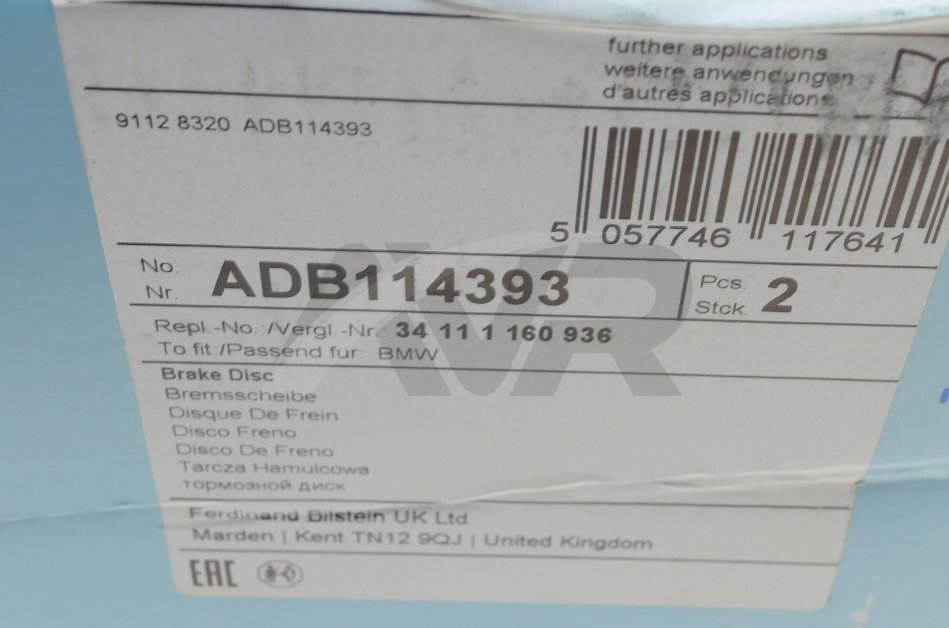 further applications
weitere anwendungen
d'autres applications
9112 8320 ADB114393
5 057746 117641
No.
Nr. ADB114393
Pcs.
Stck. 2
Repl.-No.:/Vergl.-Nr.: 34 11 1 160 936
To fit:/Passend für: BMW
Brake Disc
Bremsscheibe
Disque De Frein
Disco Freno
Disco De Freno
Tarcza Hamulcowa
тормозной диск
Ferdinand Bilstein UK Ltd
Marden | Kent TN12 9QJ | United Kingdom
EAC
AVR